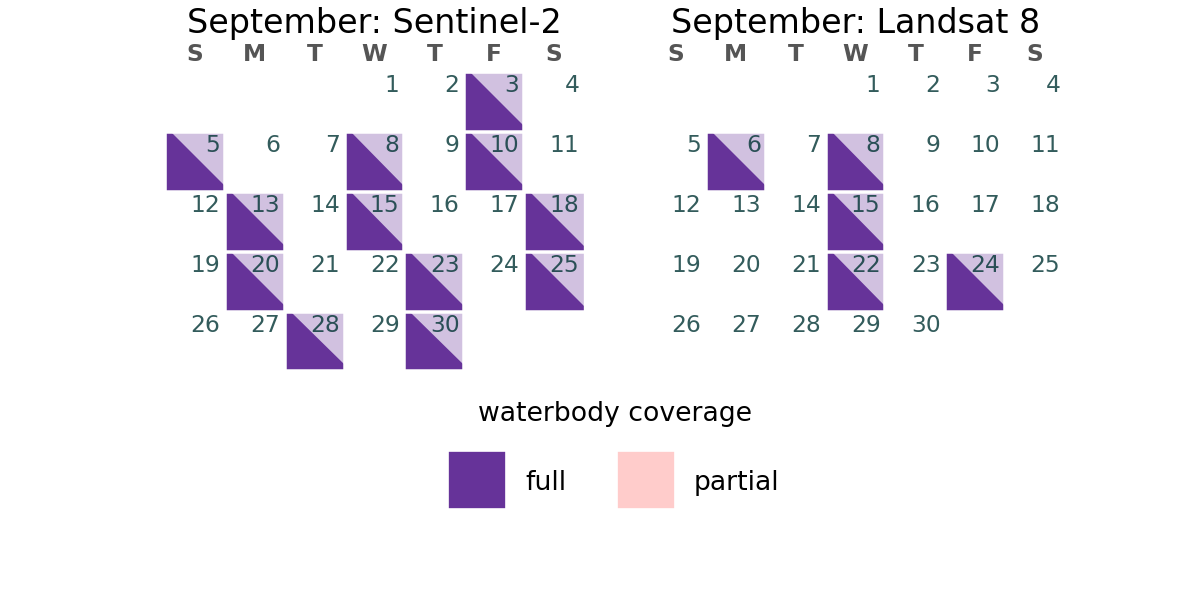 September: Sentinel-2
S M T W T F S
1 2 3 4
5 6 7 8 9 10 11
12 13 14 15 16 17 18
19 20 21 22 23 24 25
26 27 28 29 30
September: Landsat 8
S M T W T F S
1 2 3 4
5 6 7 8 9 10 11
12 13 14 15 16 17 18
19 20 21 22 23 24 25
26 27 28 29 30
waterbody coverage
full partial